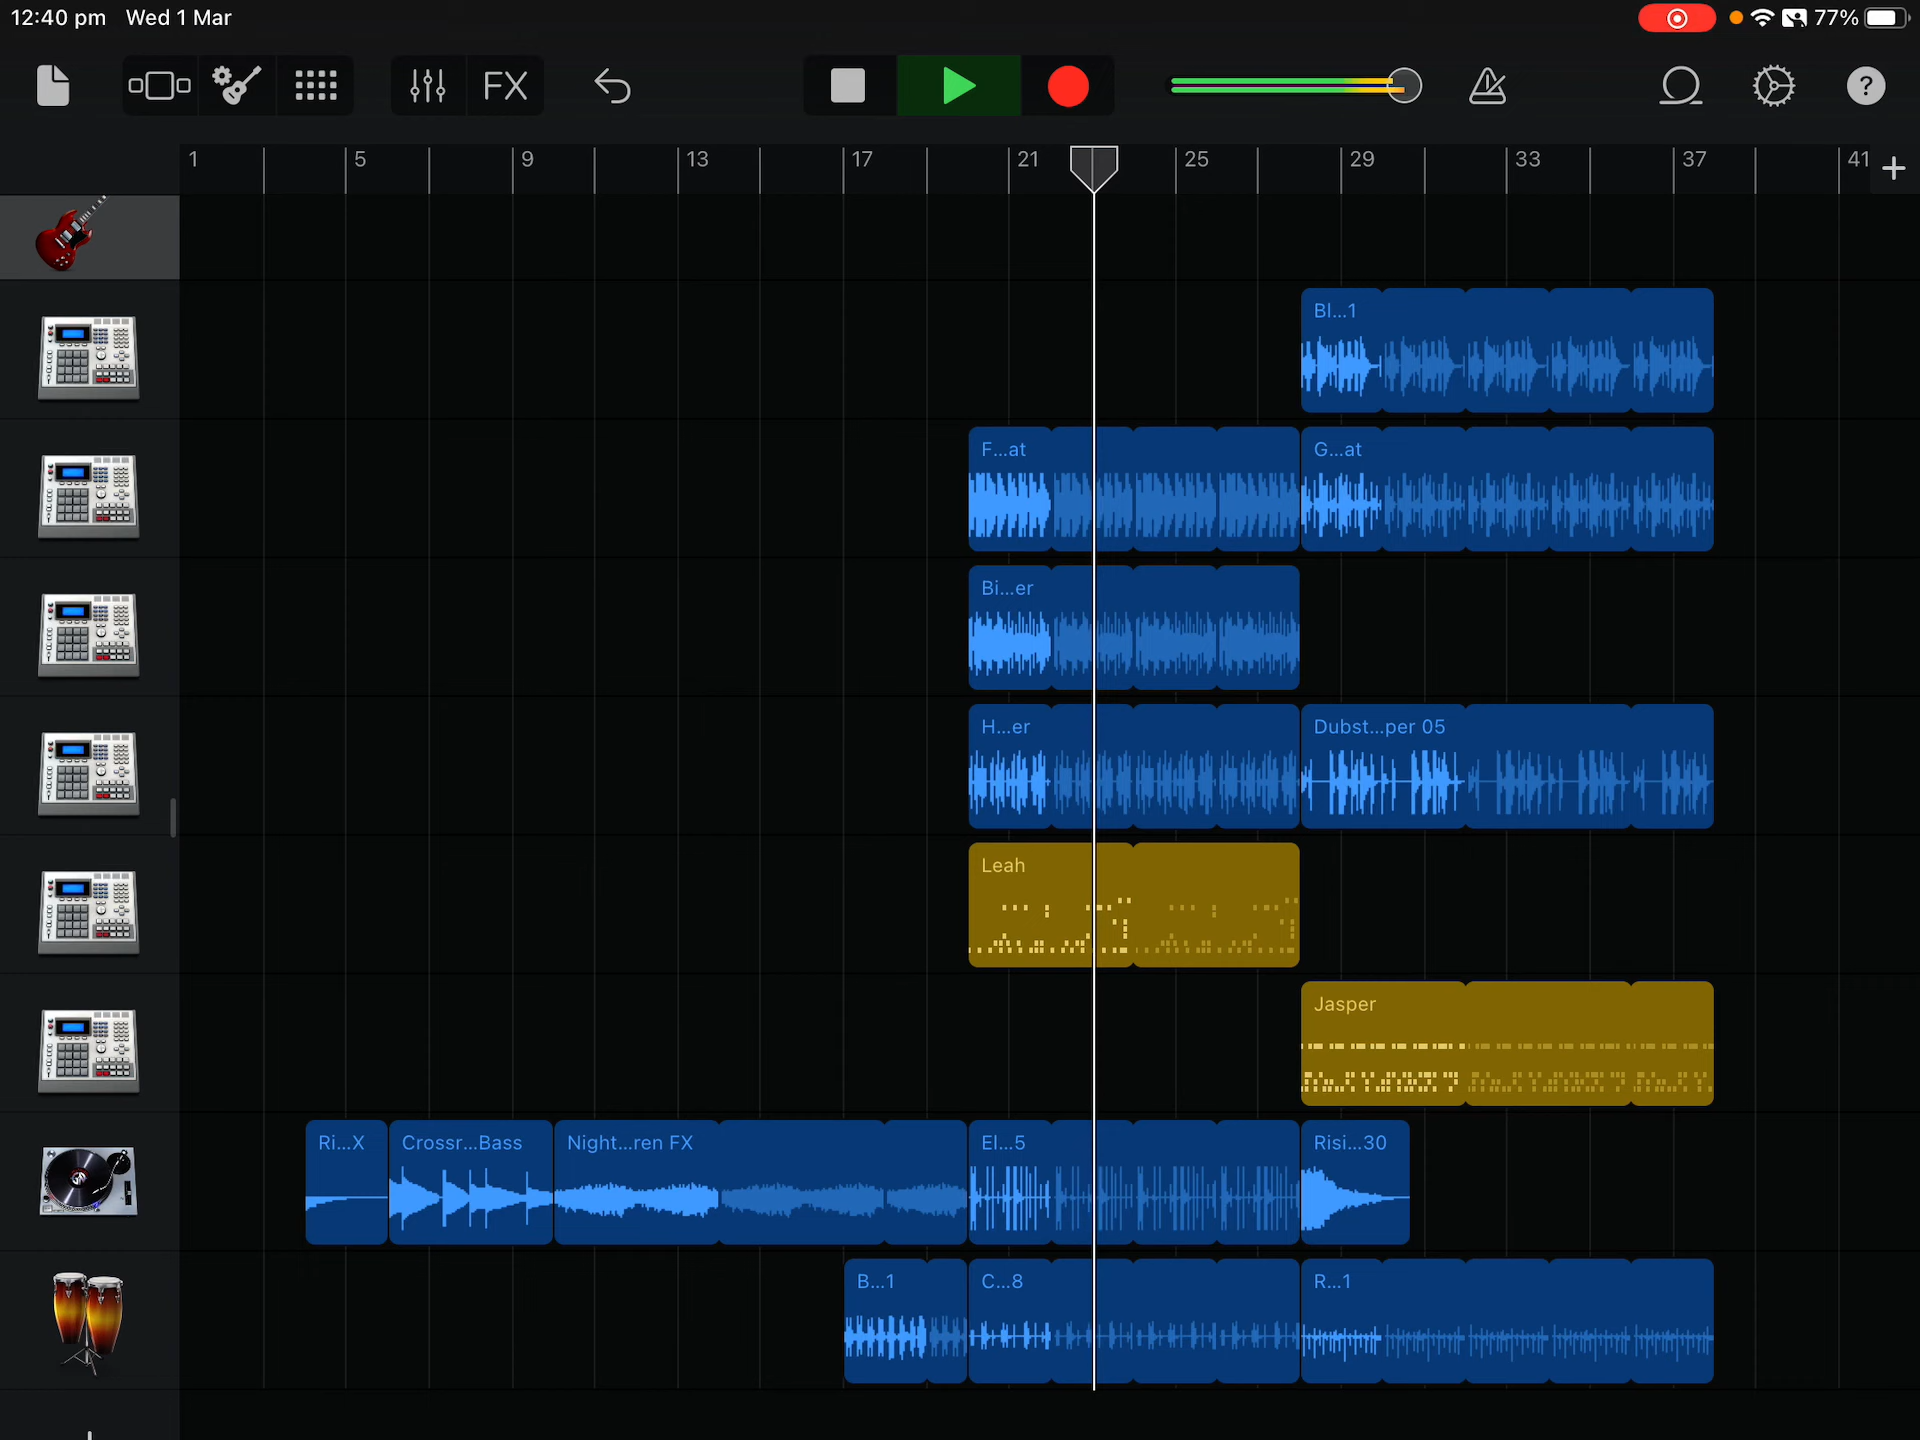 12:40 pm Wed 1 Mar 77%
FX ?
1 5 9 13 17 21 25 29 33 37 41 +
Bl...1
F...at G...at
Bi...er
H...er Dubst...per 05
Leah
Jasper
Ri...X Crossr...Bass Night...ren FX El...5 Risi...30
B...1 C...8 R...1